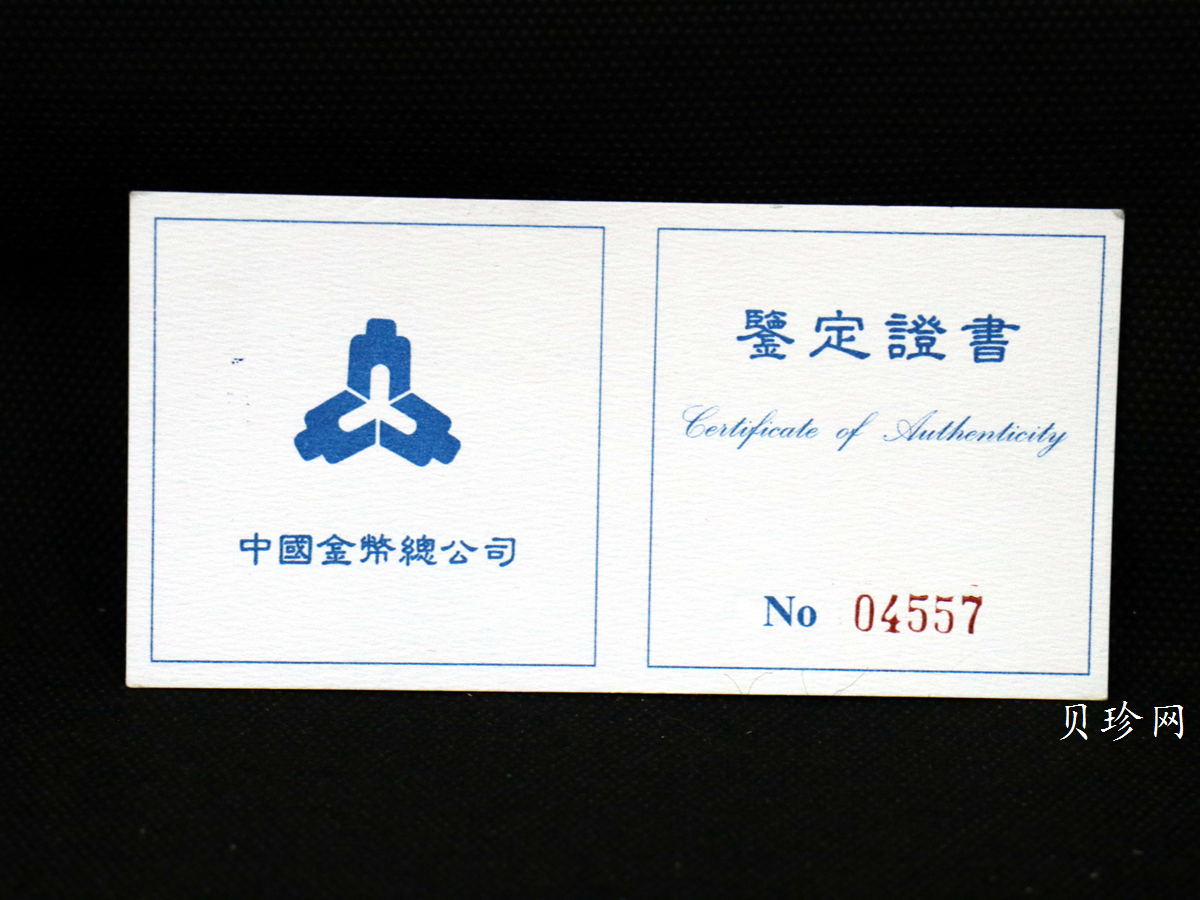 中國金幣總公司
鑒定證書
Certificate of Authenticity
No 04557
贝珍网